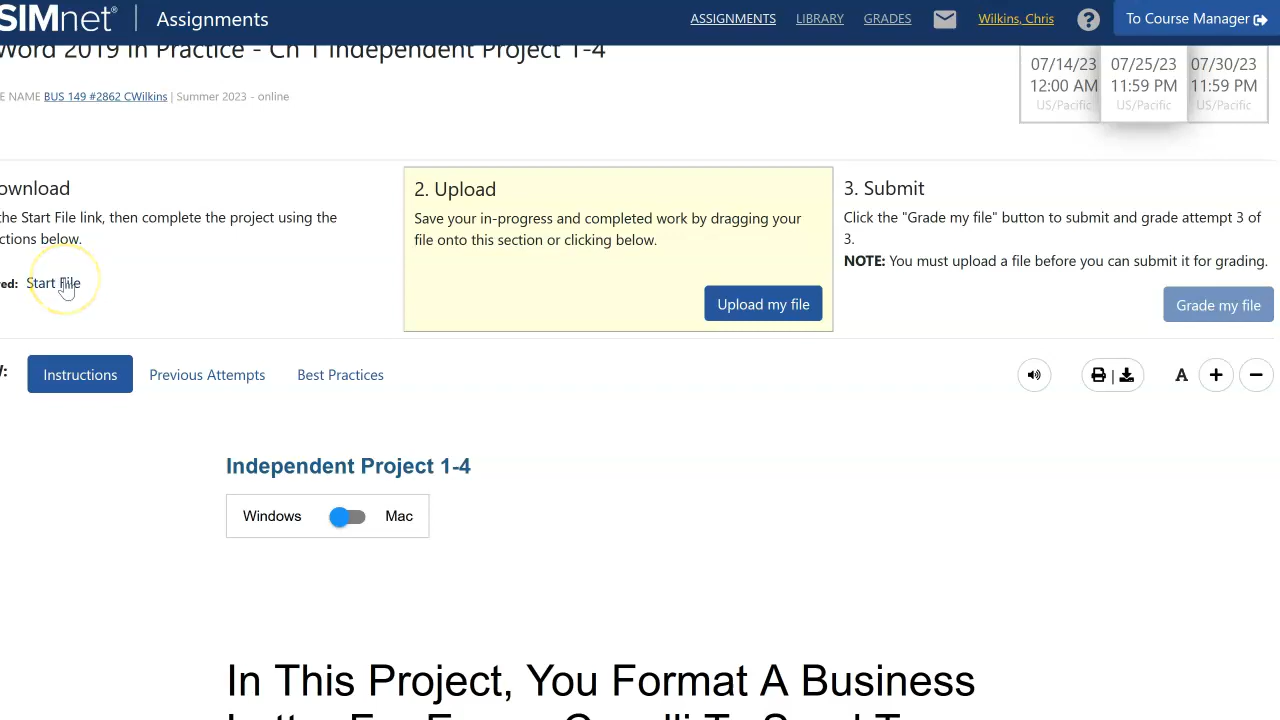 SIMnet® Assignments ASSIGNMENTS LIBRARY GRADES Wilkins, Chris ? To Course Manager
Word 2019 In Practice - Ch 1 Independent Project 1-4
07/14/23 07/25/23 07/30/23
12:00 AM 11:59 PM 11:59 PM
US/Pacific US/Pacific US/Pacific
E NAME BUS 149 #2862 CWilkins | Summer 2023 - online
ownload
the Start File link, then complete the project using the
ctions below.
ed: Start File
2. Upload
Save your in-progress and completed work by dragging your
file onto this section or clicking below.
Upload my file
3. Submit
Click the "Grade my file" button to submit and grade attempt 3 of
3.
NOTE: You must upload a file before you can submit it for grading.
Grade my file
Instructions Previous Attempts Best Practices | A + −
Independent Project 1-4
Windows Mac
In This Project, You Format A Business